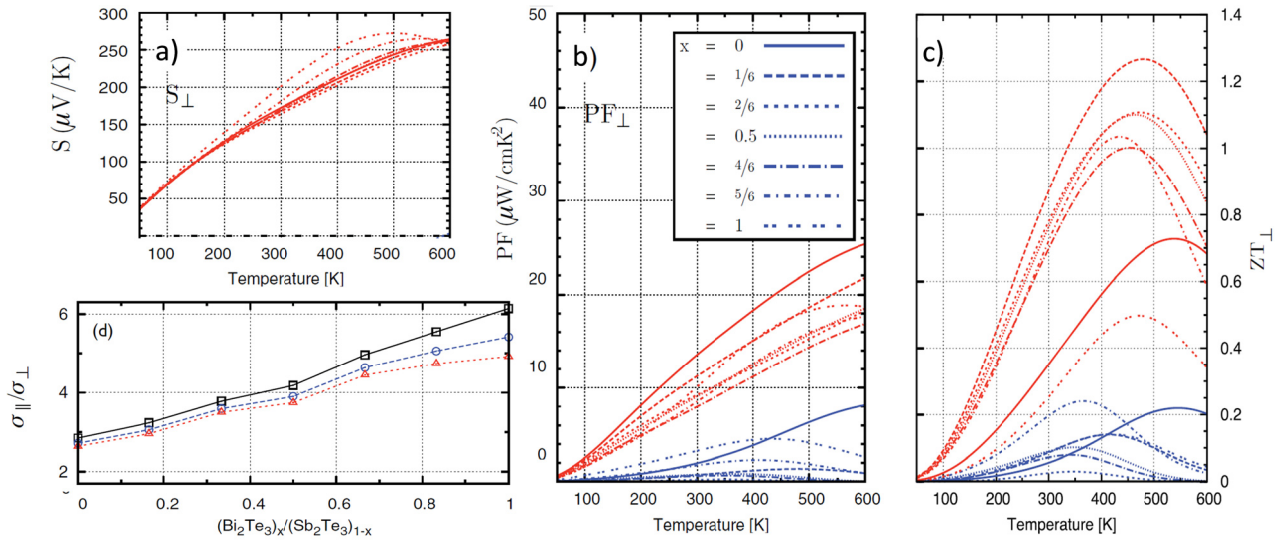 a)
S⊥
S (µV/K)
300
250
200
150
100
50
100 200 300 400 500 600
Temperature [K]
(d)
σ∥/σ⊥
6
4
2
0 0.2 0.4 0.6 0.8 1
(Bi2Te3)x/(Sb2Te3)1-x
b)
PF⊥
PF (µW/cmK²)
50
40
30
20
10
0
x = 0
= 1/6
= 2/6
= 0.5
= 4/6
= 5/6
= 1
100 200 300 400 500 600
Temperature [K]
c)
1.4
1.2
1
0.8
0.6
0.4
0.2
0
ZT⊥
100 200 300 400 500 600
Temperature [K]